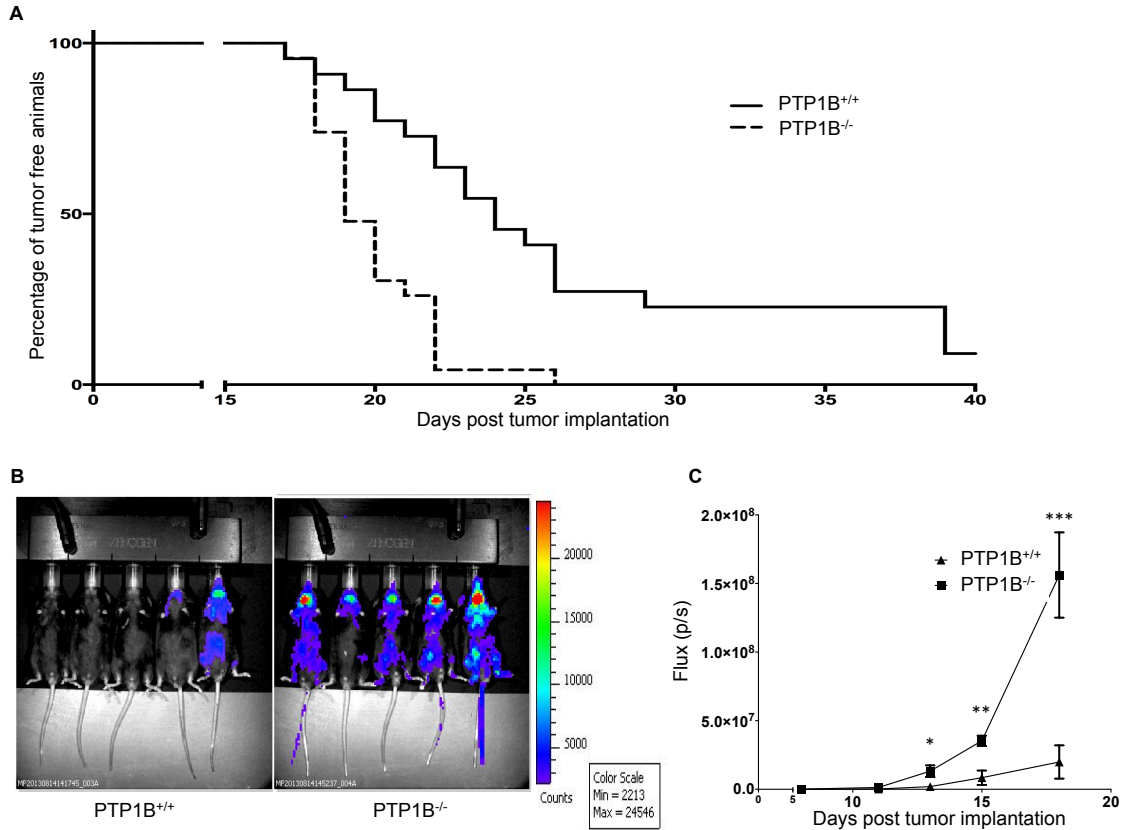 A
Percentage of tumor free animals
100
50
0
0 15 20 25 30 35 40
Days post tumor implantation
PTP1B+/+
PTP1B-/-
B
MF20130814141745_003A
MF20130814145237_004A
PTP1B+/+
PTP1B-/-
20000
15000
10000
5000
Counts
Color Scale
Min = 2213
Max = 24546
C
Flux (p/s)
2.0×10⁸
1.5×10⁸
1.0×10⁸
5.0×10⁷
0.0
0 5 10 15 20
Days post tumor implantation
PTP1B+/+
PTP1B-/-
*
**
***